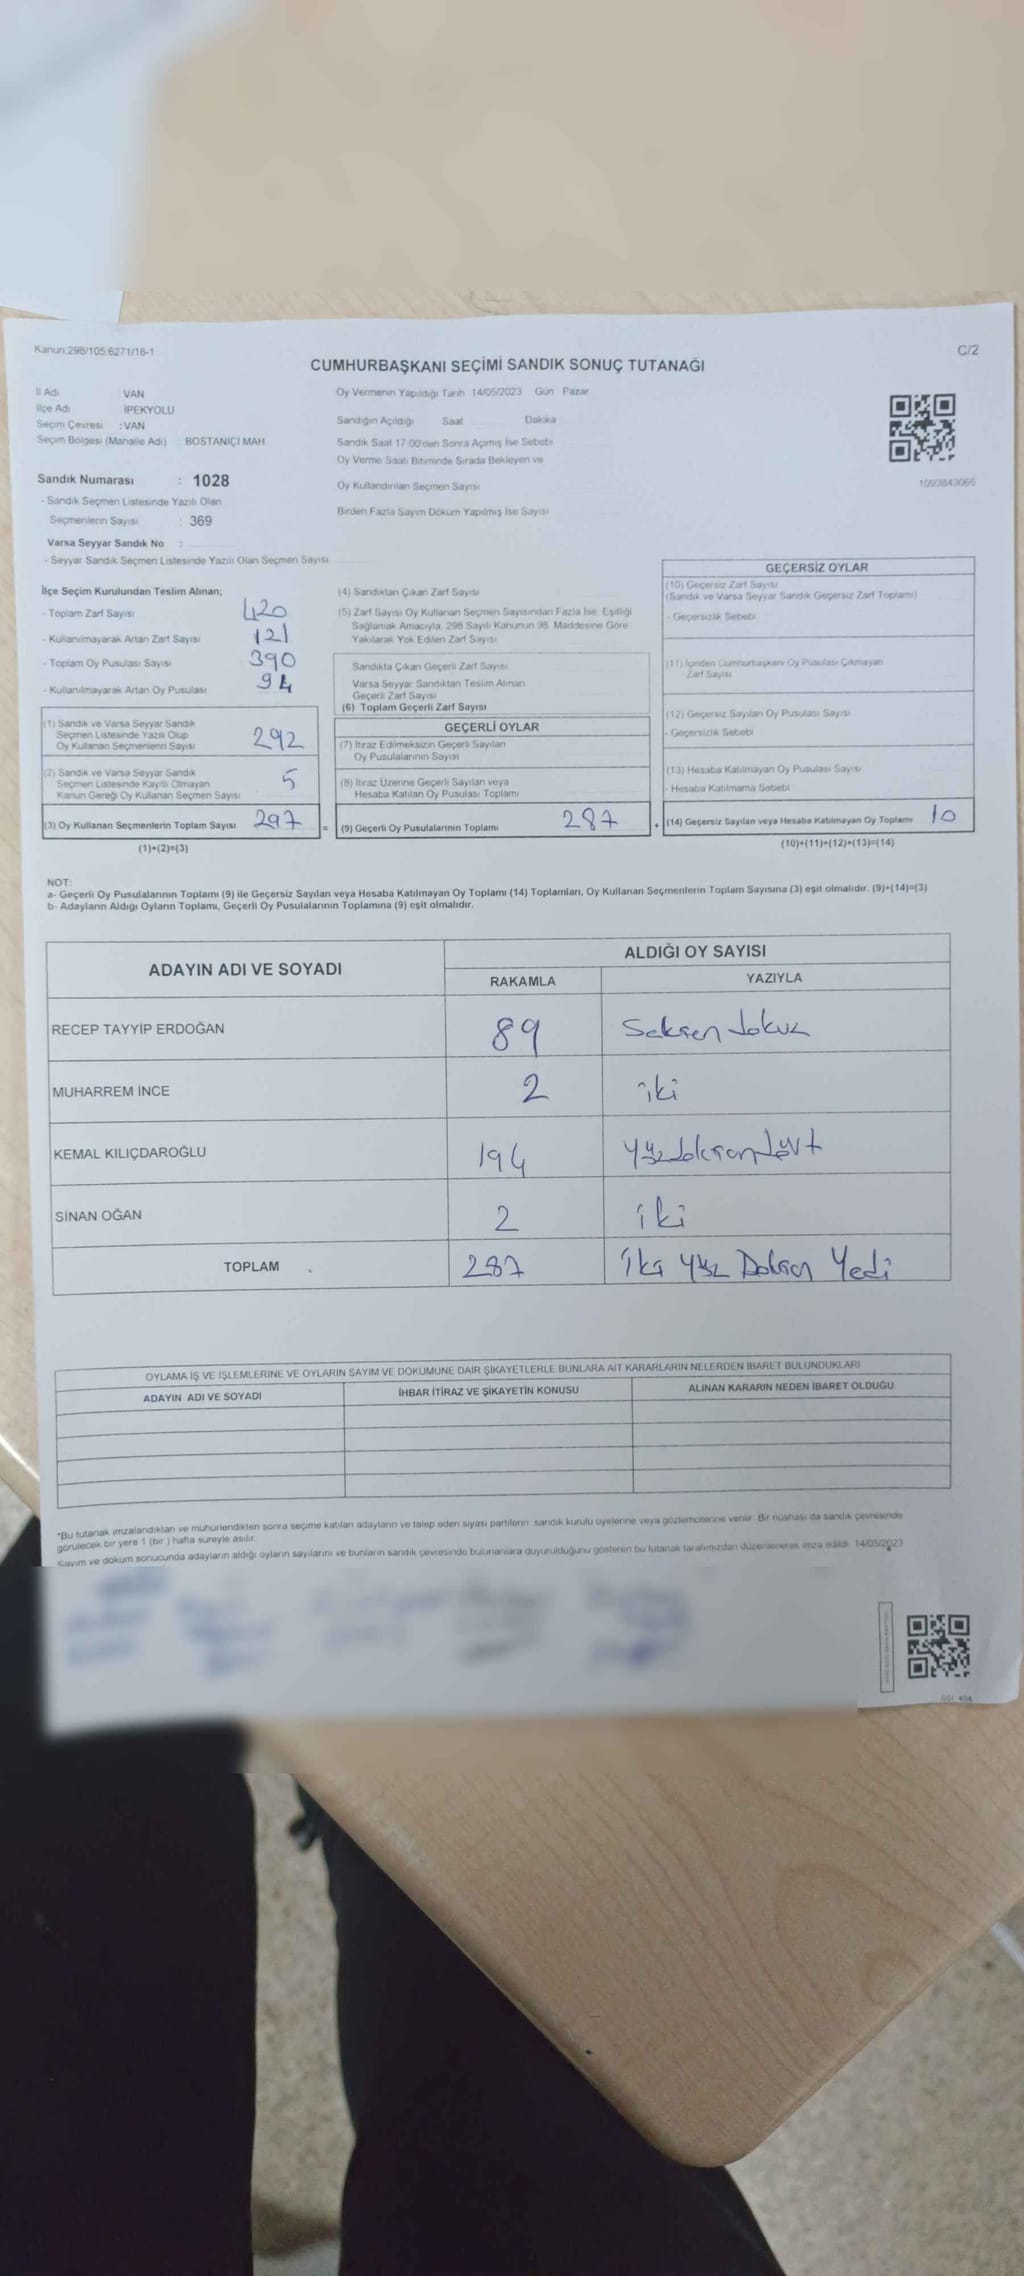 Kanun:298/105;6271/18-1
C/2
CUMHURBAŞKANI SEÇİMİ SANDIK SONUÇ TUTANAĞI
İl Adı VAN
İlçe Adı İPEKYOLU
Seçim Çevresi : VAN
Seçim Bölgesi (Mahalle Adı) : BOSTANİÇİ MAH.
Oy Vermenin Yapıldığı Tarih 14/05/2023 Gün Pazar
Sandığın Açıldığı Saat Dakika
Sandık Saat 17:00'den Sonra Açılmış İse Sebebi
Oy Verme Saati Bitiminde Sırada Bekleyen ve
Oy Kullandırılan Seçmen Sayısı
Birden Fazla Sayım Döküm Yapılmış İse Sayısı
1093843065
Sandık Numarası : 1028
- Sandık Seçmen Listesinde Yazılı Olan
Seçmenlerin Sayısı : 369
Varsa Seyyar Sandık No :
- Seyyar Sandık Seçmen Listesinde Yazılı Olan Seçmen Sayısı
İlçe Seçim Kurulundan Teslim Alınan;
- Toplam Zarf Sayısı 420
- Kullanılmayarak Artan Zarf Sayısı 121
- Toplam Oy Pusulası Sayısı 390
- Kullanılmayarak Artan Oy Pusulası 94
(1) Sandık ve Varsa Seyyar Sandık
Seçmen Listesinde Yazılı Olup
Oy Kullanan Seçmenlerin Sayısı 292
(2) Sandık ve Varsa Seyyar Sandık
Seçmen Listesinde Kayıtlı Olmayan
Kanun Gereği Oy Kullanan Seçmen Sayısı 5
(3) Oy Kullanan Seçmenlerin Toplam Sayısı 297
(1)+(2)=(3)
(4) Sandıktan Çıkan Zarf Sayısı
(5) Zarf Sayısı Oy Kullanan Seçmen Sayısından Fazla İse, Eşitliği
Sağlamak Amacıyla, 298 Sayılı Kanunun 98. Maddesine Göre
Yakılarak Yok Edilen Zarf Sayısı
Sandıkta Çıkan Geçerli Zarf Sayısı
Varsa Seyyar Sandıktan Teslim Alınan
Geçerli Zarf Sayısı
(6) Toplam Geçerli Zarf Sayısı
GEÇERLİ OYLAR
(7) İtiraz Edilmeksizin Geçerli Sayılan
Oy Pusulalarının Sayısı
(8) İtiraz Üzerine Geçerli Sayılan veya
Hesaba Katılan Oy Pusulası Toplamı
= (9) Geçerli Oy Pusulalarının Toplamı 287
GEÇERSİZ OYLAR
(10) Geçersiz Zarf Sayısı
(Sandık ve Varsa Seyyar Sandık Geçersiz Zarf Toplamı)
- Geçersizlik Sebebi
(11) İçinden Cumhurbaşkanı Oy Pusulası Çıkmayan
Zarf Sayısı
(12) Geçersiz Sayılan Oy Pusulası Sayısı
- Geçersizlik Sebebi
(13) Hesaba Katılmayan Oy Pusulası Sayısı
- Hesaba Katılmama Sebebi
+ (14) Geçersiz Sayılan veya Hesaba Katılmayan Oy Toplamı 10
(10)+(11)+(12)+(13)=(14)
NOT:
a- Geçerli Oy Pusulalarının Toplamı (9) ile Geçersiz Sayılan veya Hesaba Katılmayan Oy Toplamı (14) Toplamları, Oy Kullanan Seçmenlerin Toplam Sayısına (3) eşit olmalıdır. (9)+(14)=(3)
b- Adayların Aldığı Oyların Toplamı, Geçerli Oy Pusulalarının Toplamına (9) eşit olmalıdır.
ADAYIN ADI VE SOYADI
ALDIĞI OY SAYISI
RAKAMLA YAZIYLA
RECEP TAYYİP ERDOĞAN 89 Seksen dokuz
MUHARREM İNCE 2 iki
KEMAL KILIÇDAROĞLU 194 Yüzdoksandört
SİNAN OĞAN 2 iki
TOPLAM 287 İki Yüz Doksan Yedi
OYLAMA İŞ VE İŞLEMLERİNE VE OYLARIN SAYIM VE DÖKÜMÜNE DAİR ŞİKAYETLERLE BUNLARA AİT KARARLARIN NELERDEN İBARET BULUNDUKLARI
ADAYIN ADI VE SOYADI İHBAR İTİRAZ VE ŞİKAYETİN KONUSU ALINAN KARARIN NEDEN İBARET OLDUĞU
*Bu tutanak imzalandıktan ve mühürlendikten sonra seçime katılan adayların ve talep eden siyasi partilerin sandık kurulu üyelerine veya gözlemcilerine verilir. Bir nüshası da sandık çevresinde
görülecek bir yere 1 (bir) hafta süreyle asılır.
Sayım ve döküm sonucunda adayların aldığı oyların sayılarını ve bunların sandık çevresinde bulunanlara duyurulduğunu gösteren bu tutanak tarafımızdan düzenlenerek imza edildi. 14/05/2023